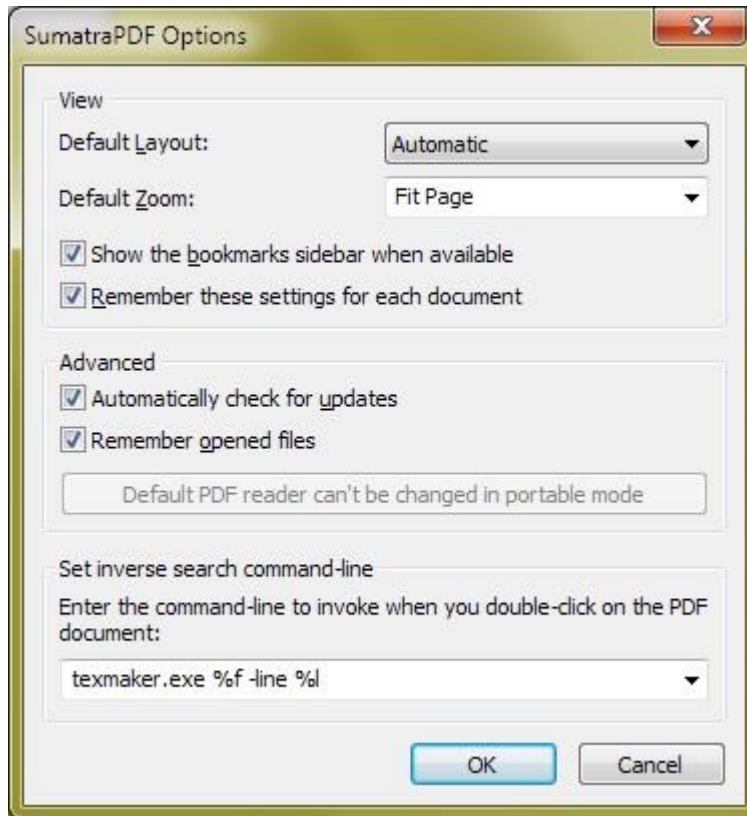 SumatraPDF Options
View
Default Layout:
Automatic
Default Zoom:
Fit Page
Show the bookmarks sidebar when available
Remember these settings for each document
Advanced
Automatically check for updates
Remember opened files
Default PDF reader can't be changed in portable mode
Set inverse search command-line
Enter the command-line to invoke when you double-click on the PDF
document:
texmaker.exe %f -line %l
OK
Cancel